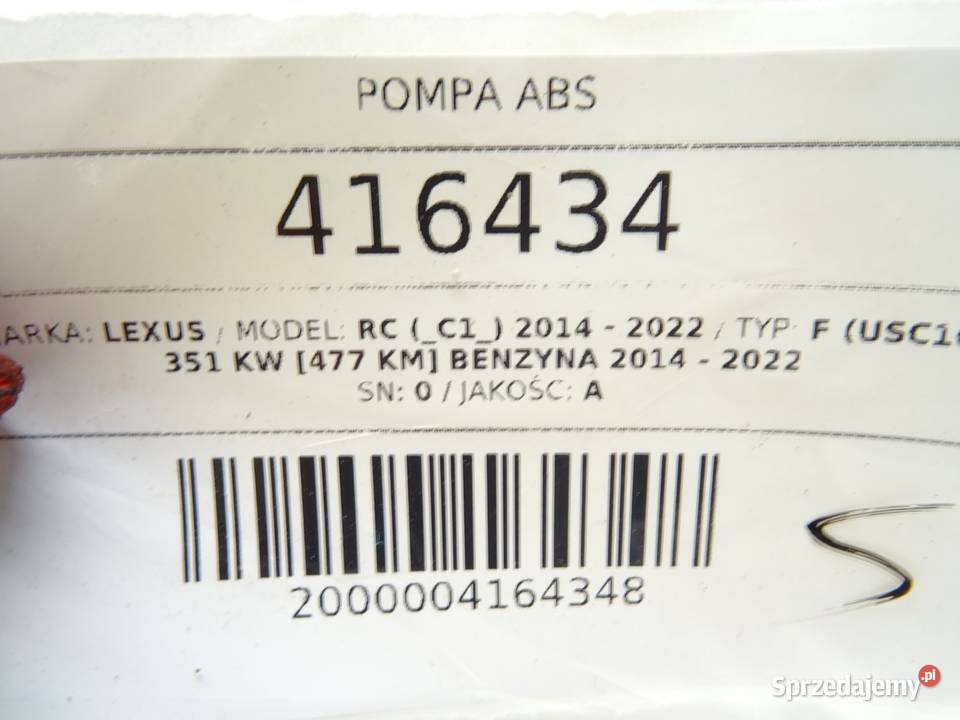 POMPA ABS
416434
ARKA: LEXUS / MODEL: RC (_C1_) 2014 - 2022 / TYP: F (USC1
351 KW [477 KM] BENZYNA 2014 - 2022
SN: 0 / JAKOŚĆ: A
2000004164348
S
Sprzedajemy.pl